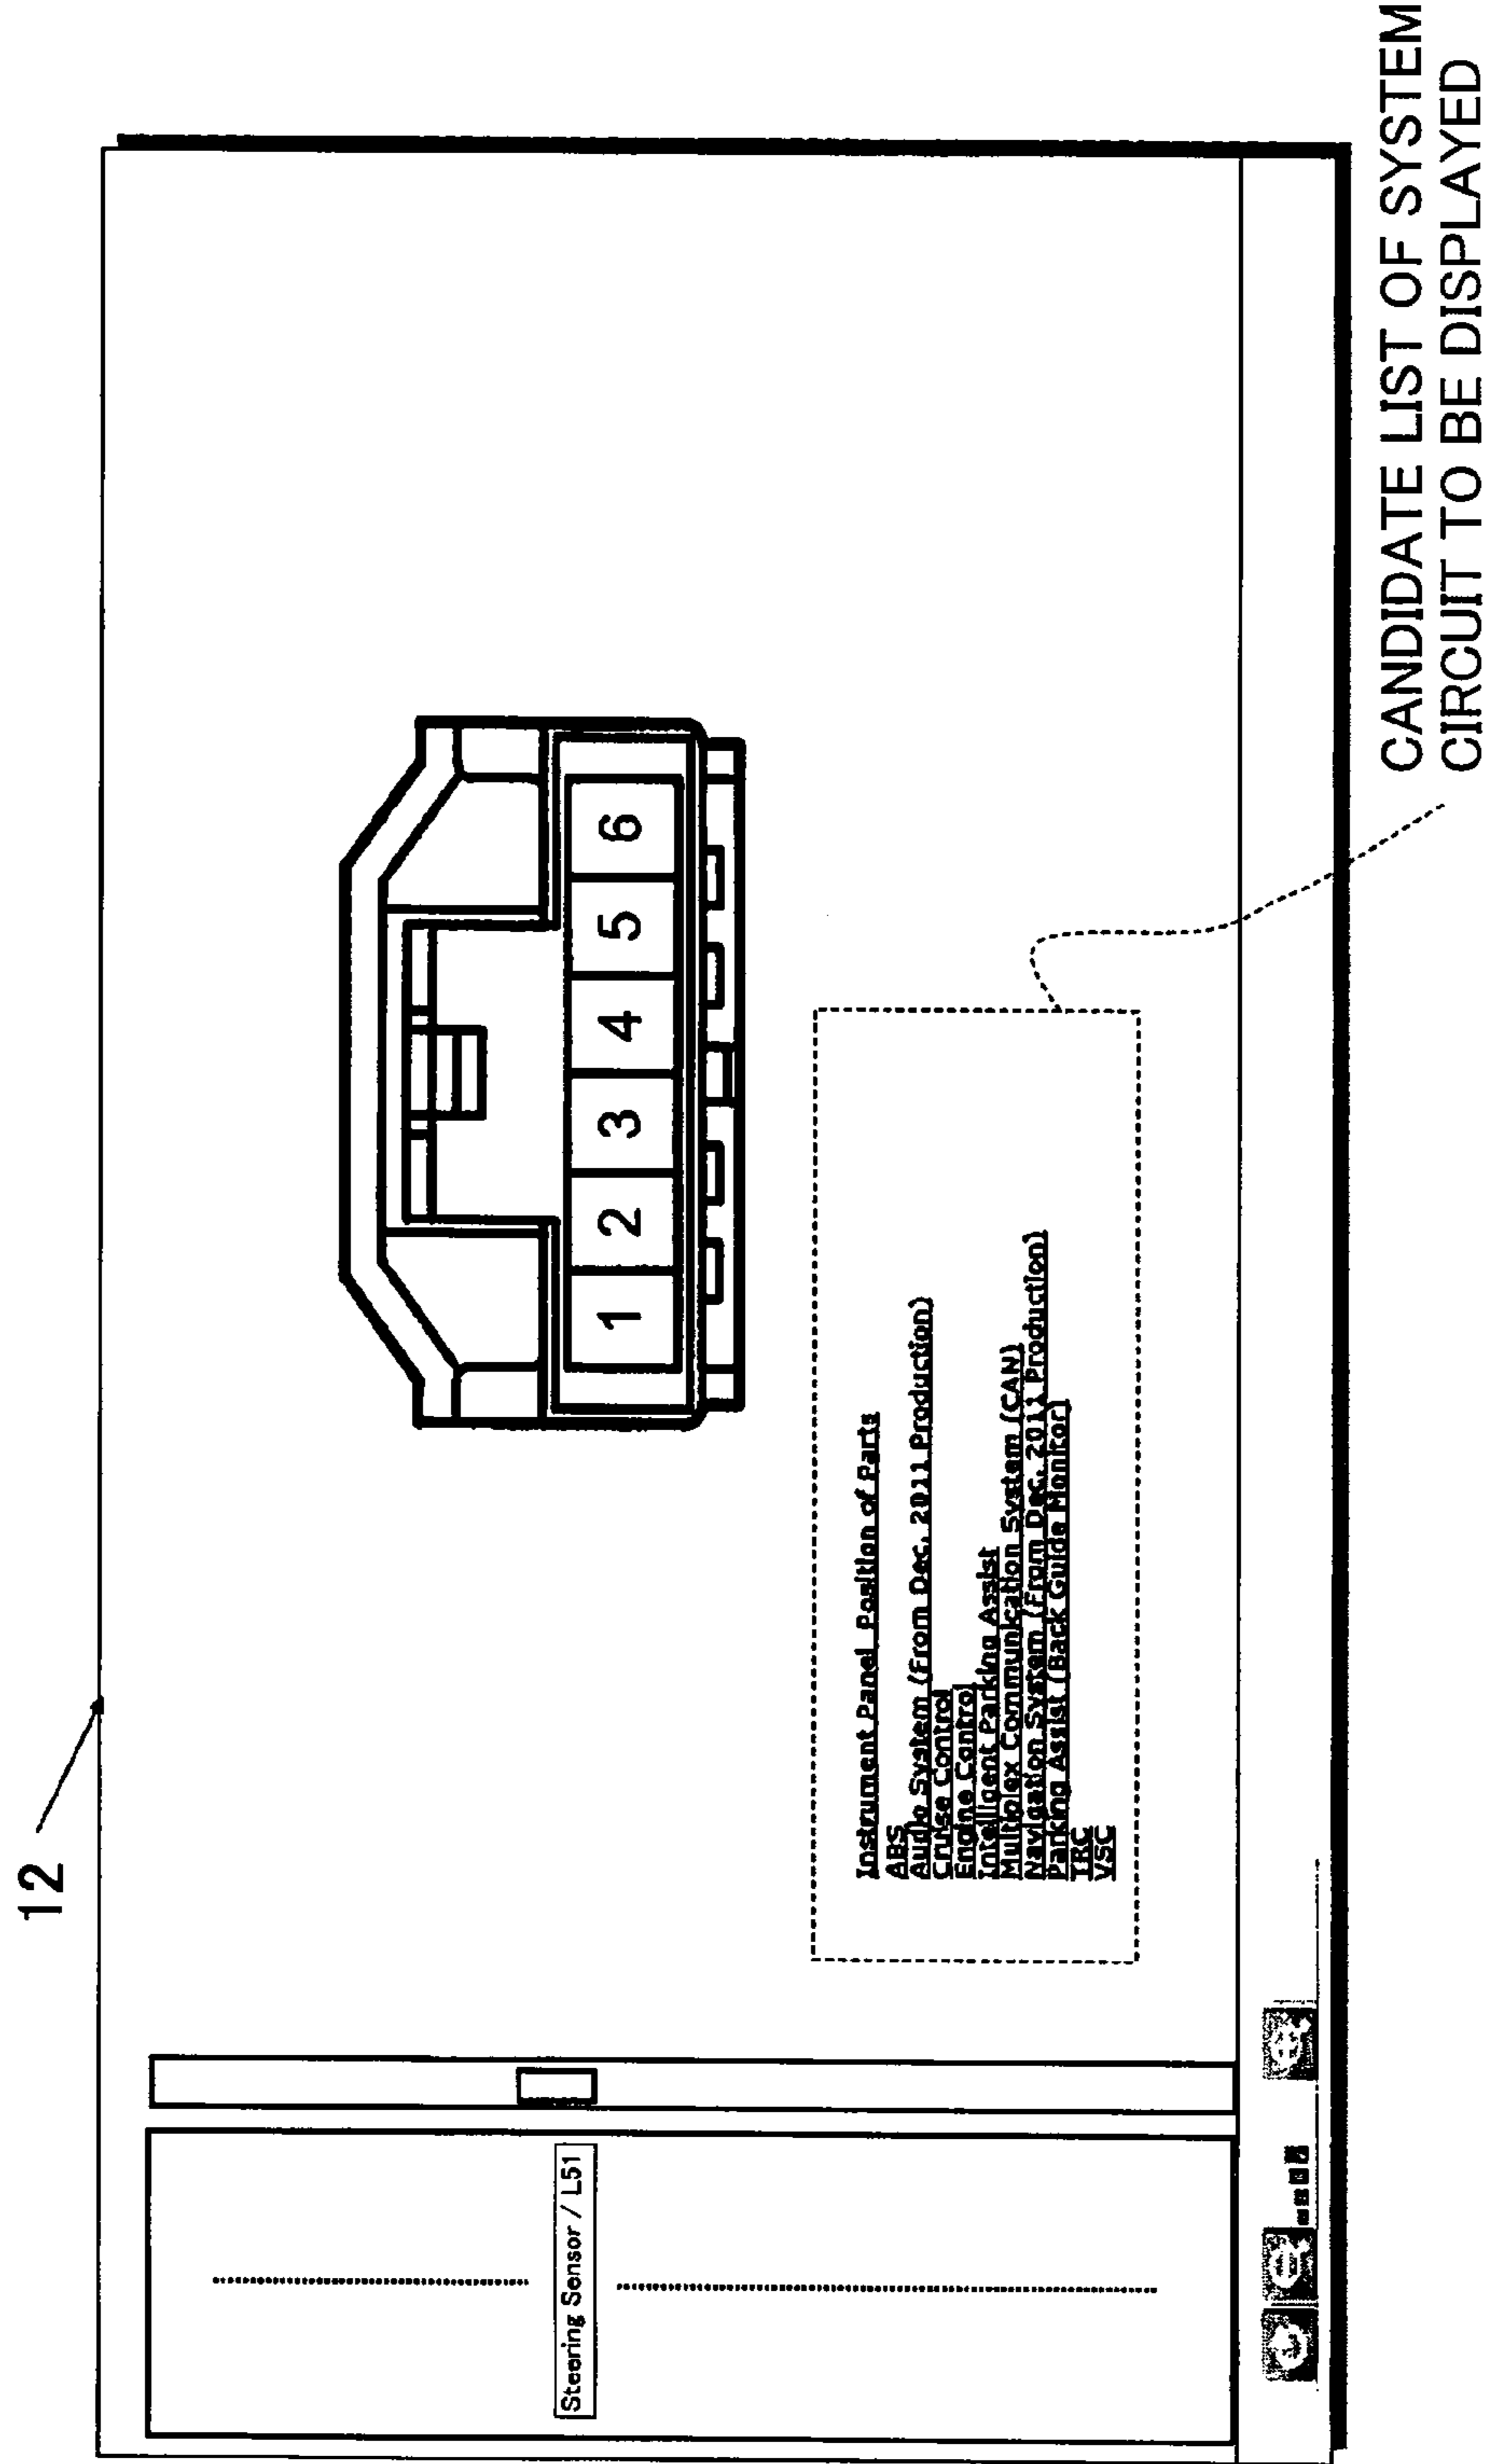 12
Steering Sensor / L51
1 2 3 4 5 6
Instrument Panel Position of Parts
ABS
Audio System (From Dec. 2011 Production)
Cruise Control
Engine Control
Intelligent Parking Assist
Multiplex Communication System (CAN)
Navigation System (From Dec. 2011 Production)
Parking Assist (Back Guide Monitor)
TRC
VSC
CANDIDATE LIST OF SYSTEM
CIRCUIT TO BE DISPLAYED